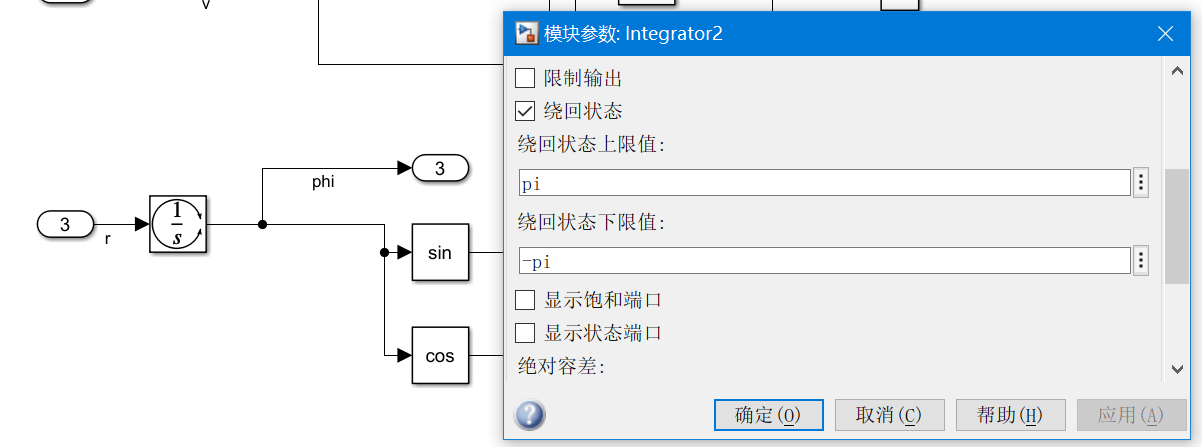 v
模块参数: Integrator2
限制输出
绕回状态
绕回状态上限值:
pi
绕回状态下限值:
-pi
显示饱和端口
显示状态端口
绝对容差:
确定(O)
取消(C)
帮助(H)
应用(A)
3
phi
3
r
1
s
sin
cos